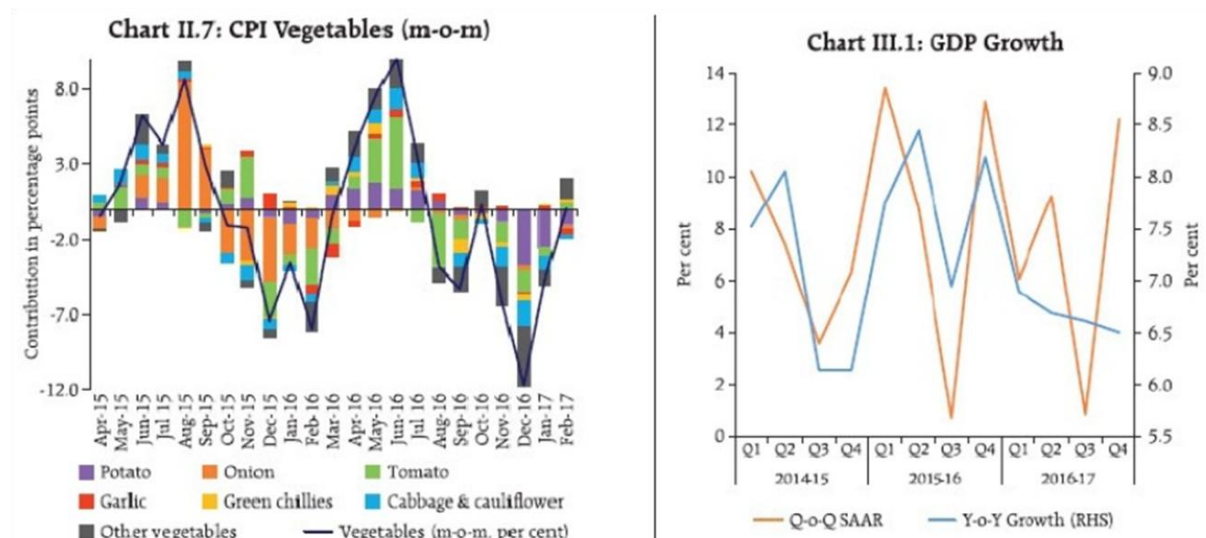 Chart II.7: CPI Vegetables (m-o-m)
Contribution in percentage points
8.0
3.0
-2.0
-7.0
-12.0
Apr-15
May-15
Jun-15
Jul 15
Aug-15
Sep-15
Oct-15
Nov-15
Dec-15
Jan-16
Feb-16
Mar-16
Apr-16
May-16
Jun-16
Jul 16
Aug-16
Sep-16
Oct-16
Nov-16
Dec-16
Jan-17
Feb-17
Potato Onion Tomato
Garlic Green chillies Cabbage & cauliflower
Other vegetables Vegetables (m-o-m, per cent)
Chart III.1: GDP Growth
Per cent
14
12
10
8
6
4
2
0
9.0
8.5
8.0
7.5
7.0
6.5
6.0
5.5
Per cent
Q1 Q2 Q3 Q4 Q1 Q2 Q3 Q4 Q1 Q2 Q3 Q4
2014-15 2015-16 2016-17
Q-o-Q SAAR Y-o-Y Growth (RHS)